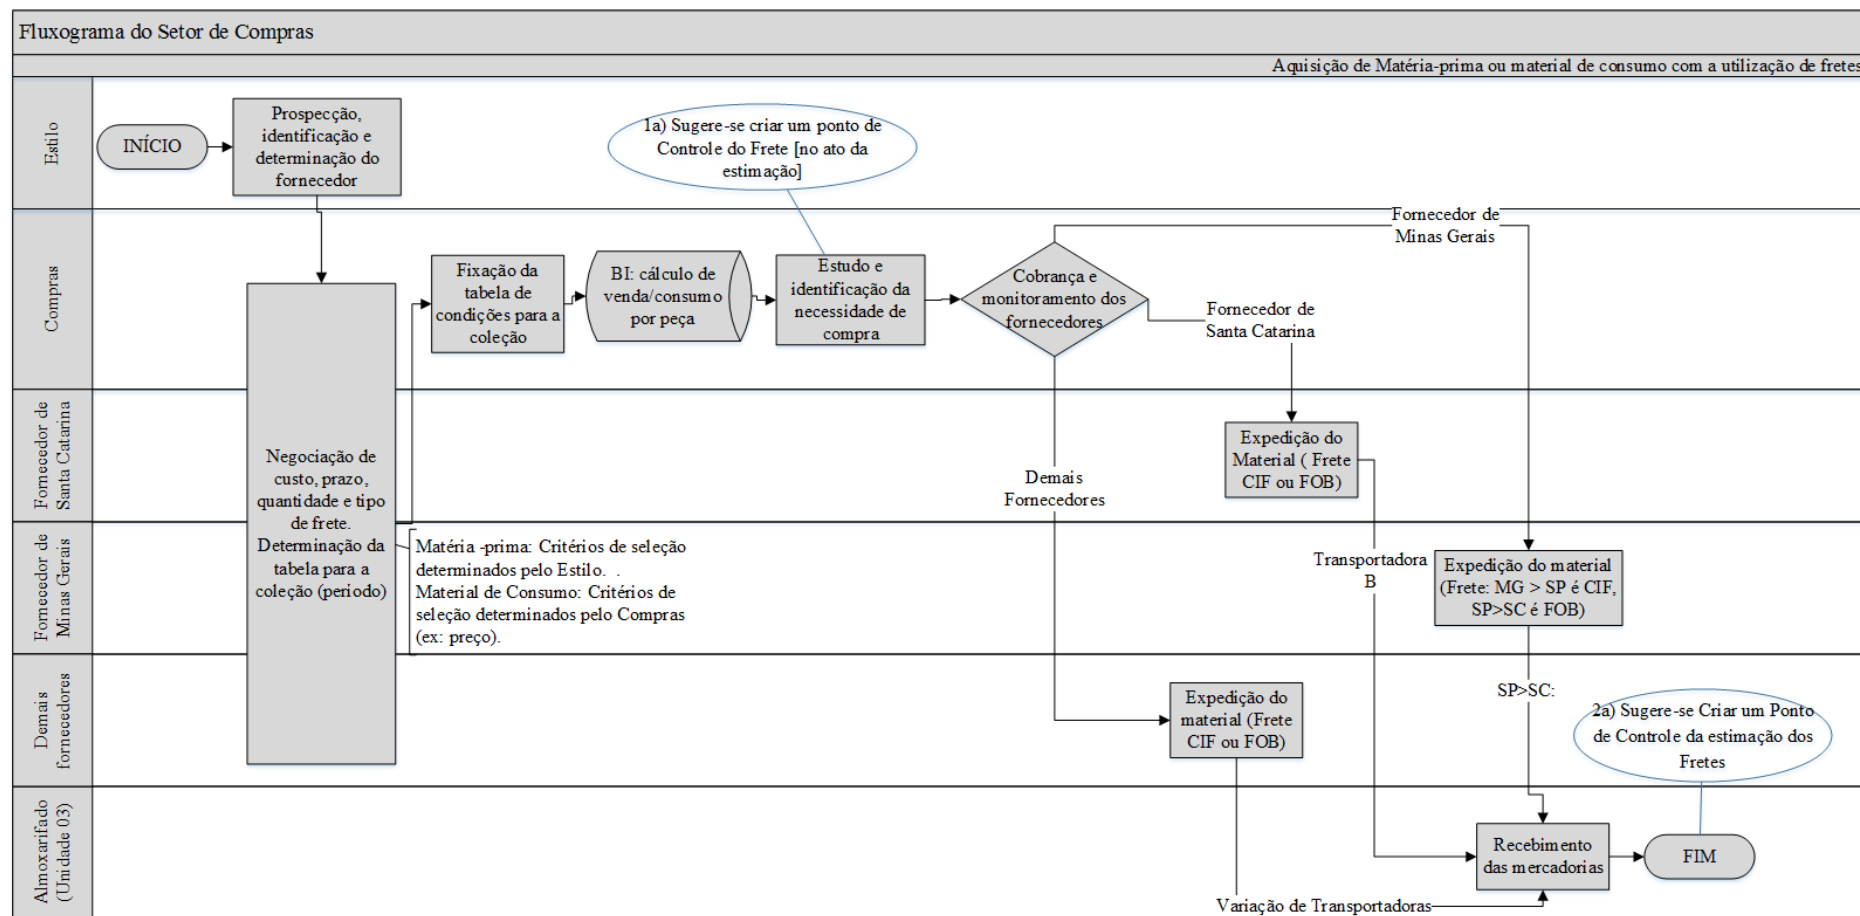 Fluxograma do Setor de Compras
Aquisição de Matéria-prima ou material de consumo com a utilização de fretes
Estilo
INÍCIO
Prospecção,
identificação e
determinação do
fornecedor
1a) Sugere-se criar um ponto de
Controle do Frete [no ato da
estimação]
Compras
Fixação da
tabela de
condições para a
coleção
BI: cálculo de
venda/consumo
por peça
Estudo e
identificação da
necessidade de
compra
Cobrança e
monitoramento dos
fornecedores
Fornecedor de
Minas Gerais
Fornecedor de
Santa Catarina
Fornecedor de
Santa Catarina
Negociação de
custo, prazo,
quantidade e tipo
de frete.
Determinação da
tabela para a
coleção (período)
Demais
Fornecedores
Expedição do
Material ( Frete
CIF ou FOB)
Fornecedor de
Minas Gerais
Matéria -prima: Critérios de seleção
determinados pelo Estilo. .
Material de Consumo: Critérios de
seleção determinados pelo Compras
(ex: preço).
Transportadora
B
Expedição do material
(Frete: MG > SP é CIF,
SP>SC é FOB)
Demais
fornecedores
Expedição do
material (Frete
CIF ou FOB)
SP>SC:
2a) Sugere-se Criar um Ponto
de Controle da estimação dos
Fretes
Almoxarifado
(Unidade 03)
Recebimento
das mercadorias
FIM
Variação de Transportadoras